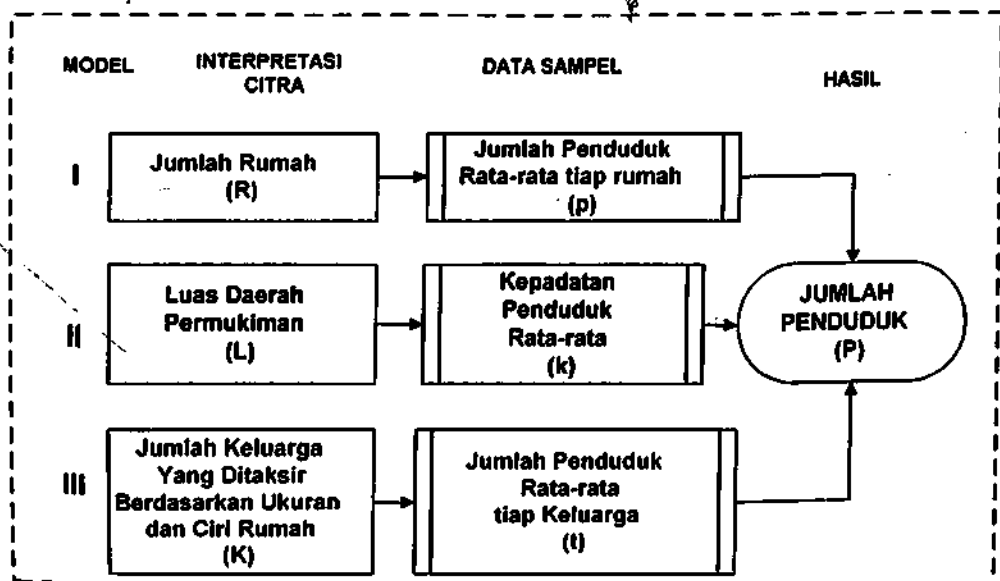 MODEL
INTERPRETASI
CITRA
DATA SAMPEL
HASIL
I
Jumlah Rumah
(R)
Jumlah Penduduk
Rata-rata tiap rumah
(p)
II
Luas Daerah
Permukiman
(L)
Kepadatan
Penduduk
Rata-rata
(k)
JUMLAH
PENDUDUK
(P)
III
Jumlah Keluarga
Yang Ditaksir
Berdasarkan Ukuran
dan Ciri Rumah
(K)
Jumlah Penduduk
Rata-rata
tiap Keluarga
(t)